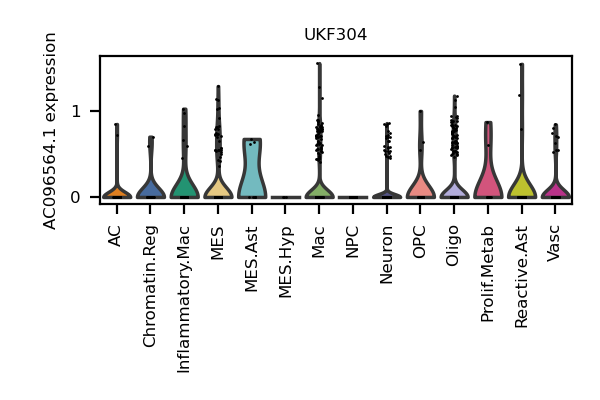 UKF304
AC096564.1 expression
1
0
AC
Chromatin.Reg
Inflammatory.Mac
MES
MES.Ast
MES.Hyp
Mac
NPC
Neuron
OPC
Oligo
Prolif.Metab
Reactive.Ast
Vasc